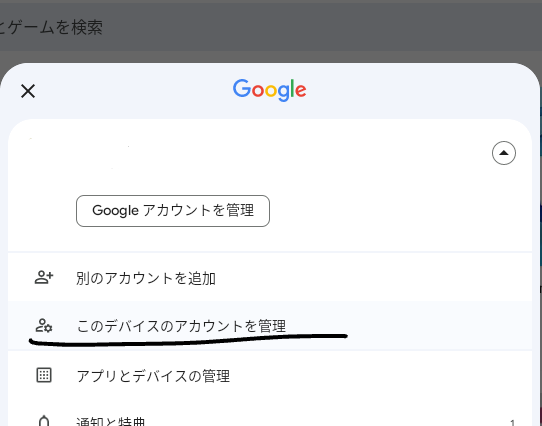 とゲームを検索
Google
Google アカウントを管理
別のアカウントを追加
このデバイスのアカウントを管理
アプリとデバイスの管理
通知と特典 1